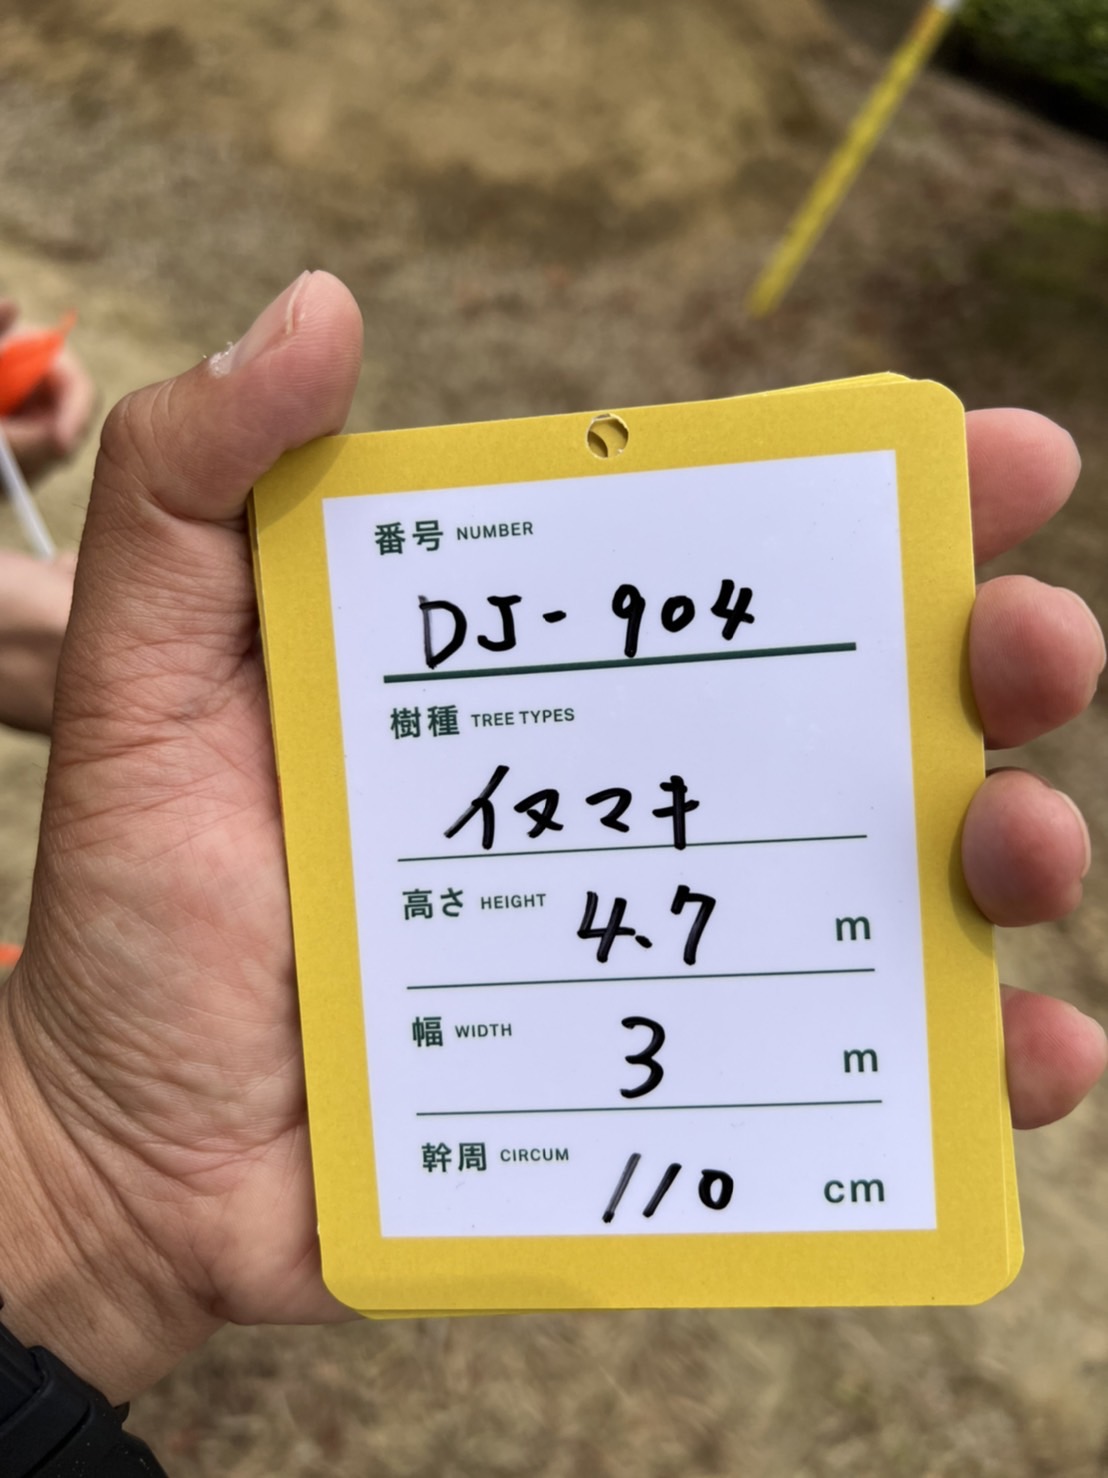 番号 NUMBER
DJ-904
樹種 TREE TYPES
イヌマキ
高さ HEIGHT 4.7 m
幅 WIDTH 3 m
幹周 CIRCUM 110 cm